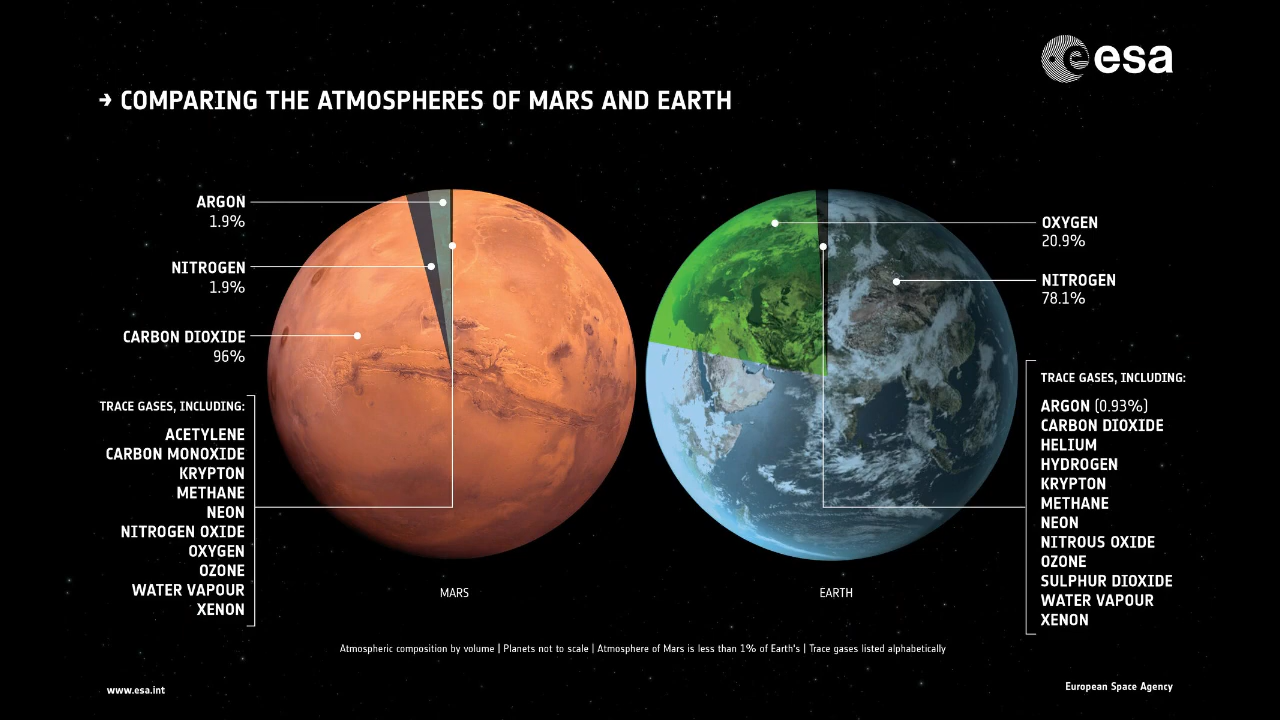 esa
→ COMPARING THE ATMOSPHERES OF MARS AND EARTH
ARGON
1.9%
NITROGEN
1.9%
CARBON DIOXIDE
96%
TRACE GASES, INCLUDING:
ACETYLENE
CARBON MONOXIDE
KRYPTON
METHANE
NEON
NITROGEN OXIDE
OXYGEN
OZONE
WATER VAPOUR
XENON
MARS
OXYGEN
20.9%
NITROGEN
78.1%
TRACE GASES, INCLUDING:
ARGON (0.93%)
CARBON DIOXIDE
HELIUM
HYDROGEN
KRYPTON
METHANE
NEON
NITROUS OXIDE
OZONE
SULPHUR DIOXIDE
WATER VAPOUR
XENON
EARTH
Atmospheric composition by volume | Planets not to scale | Atmosphere of Mars is less than 1% of Earth's | Trace gases listed alphabetically
www.esa.int
European Space Agency